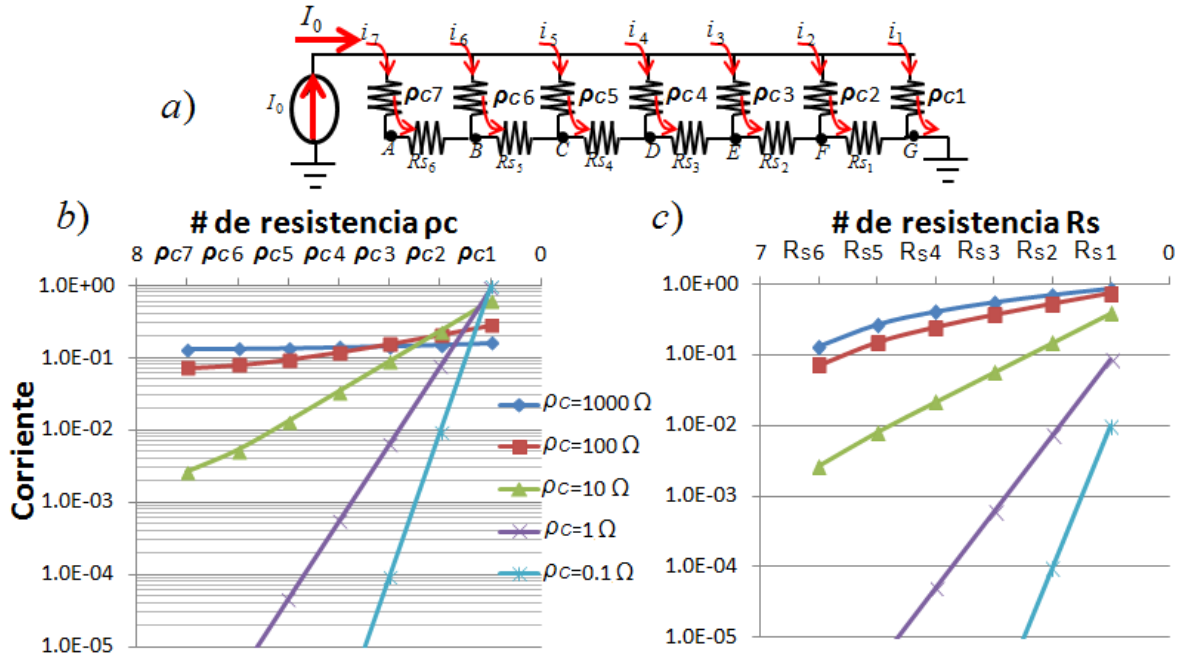 I₀
i₇ i₆ i₅ i₄ i₃ i₂ i₁
a)
I₀
ρc7 ρc6 ρc5 ρc4 ρc3 ρc2 ρc1
A B C D E F G
Rs₆ Rs₅ Rs₄ Rs₃ Rs₂ Rs₁
b)
# de resistencia ρc
8 ρc7 ρc6 ρc5 ρc4 ρc3 ρc2 ρc1 0
Corriente
1.0E+00
1.0E-01
1.0E-02
1.0E-03
1.0E-04
1.0E-05
ρc=1000 Ω
ρc=100 Ω
ρc=10 Ω
ρc=1 Ω
ρc=0.1 Ω
c)
# de resistencia Rs
7 Rs6 Rs5 Rs4 Rs3 Rs2 Rs1 0
1.0E+00
1.0E-01
1.0E-02
1.0E-03
1.0E-04
1.0E-05